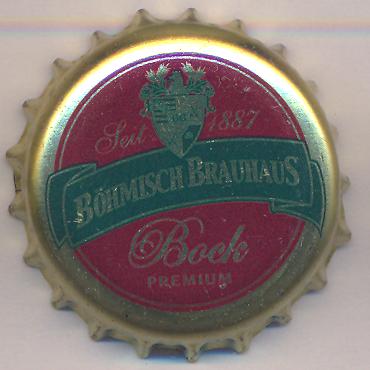 Seit 1887
BÖHMISCH BRAUHAUS
Bock
PREMIUM